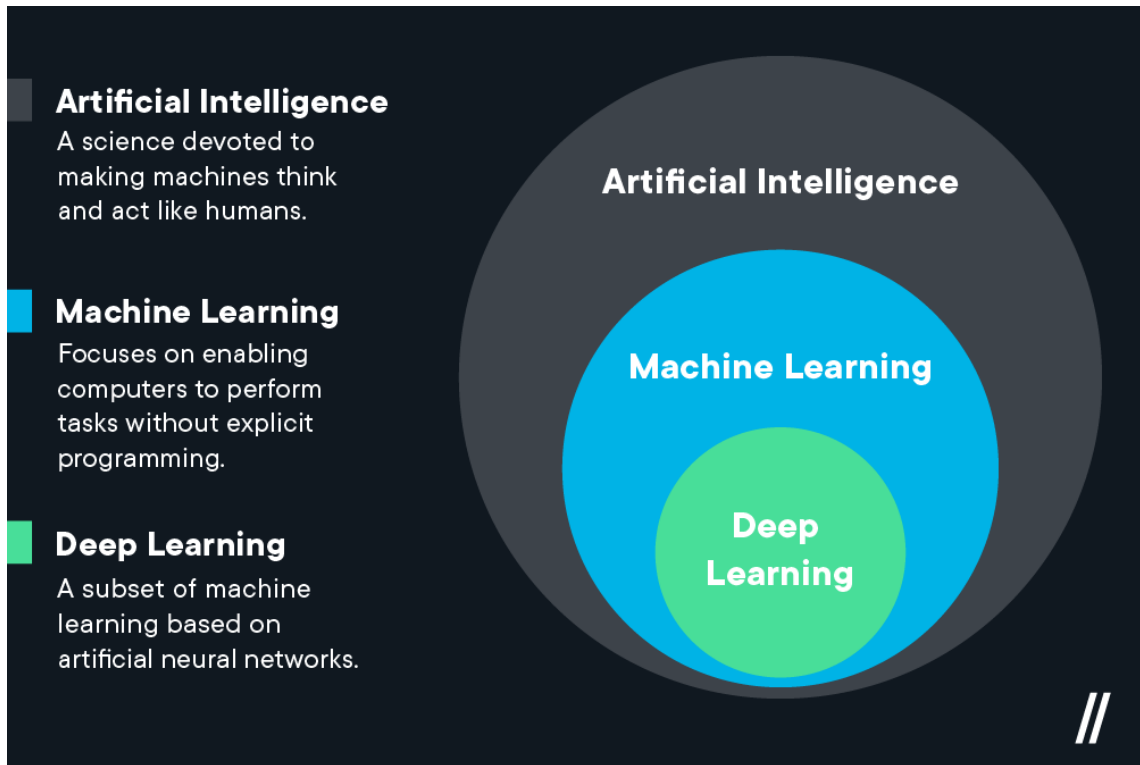 Artificial Intelligence
A science devoted to
making machines think
and act like humans.
Machine Learning
Focuses on enabling
computers to perform
tasks without explicit
programming.
Deep Learning
A subset of machine
learning based on
artificial neural networks.
Artificial Intelligence
Machine Learning
Deep
Learning
//